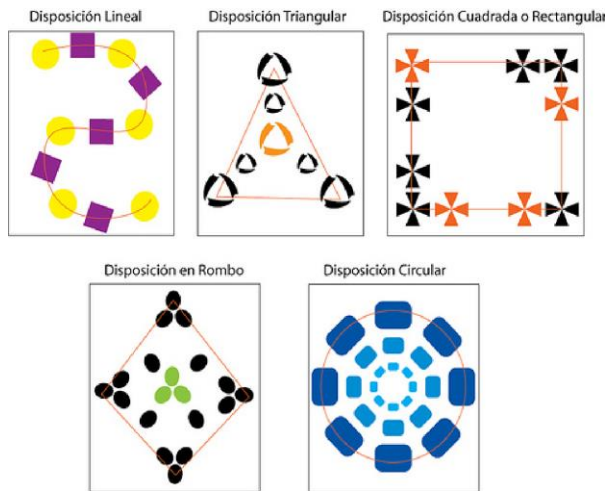 Disposición Lineal
Disposición Triangular
Disposición Cuadrada o Rectangular
Disposición en Rombo
Disposición Circular